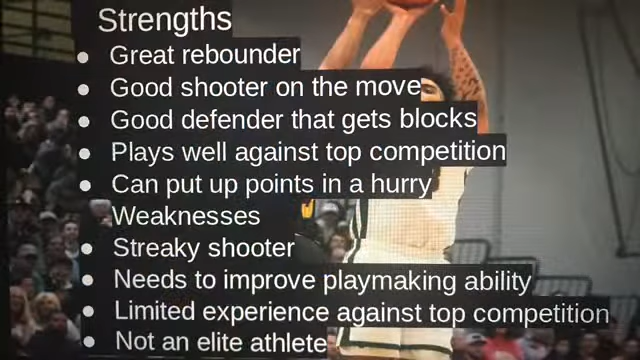 Strengths
● Great rebounder
● Good shooter on the move
● Good defender that gets blocks
● Plays well against top competition
● Can put up points in a hurry
Weaknesses
● Streaky shooter
● Needs to improve playmaking ability
● Limited experience against top competition
● Not an elite athlete